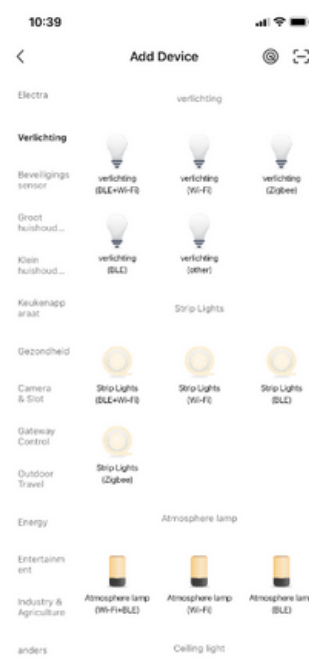 10:39
Add Device
Electra
Verlichting
Beveiligings
sensor
Groot
huishoud...
Klein
huishoud...
Keukenapp
araat
Gezondheid
Camera
& Slot
Gateway
Control
Outdoor
Travel
Energy
Entertainm
ent
Industry &
Agriculture
anders
verlichting
verlichting
(BLE+Wi-Fi)
verlichting
(Wi-Fi)
verlichting
(Zigbee)
verlichting
(BLE)
verlichting
(other)
Strip Lights
Strip Lights
(BLE+Wi-Fi)
Strip Lights
(Wi-Fi)
Strip Lights
(BLE)
Strip Lights
(Zigbee)
Atmosphere lamp
Atmosphere lamp
(Wi-Fi+BLE)
Atmosphere lamp
(Wi-Fi)
Atmosphere lam
(BLE)
Ceiling light